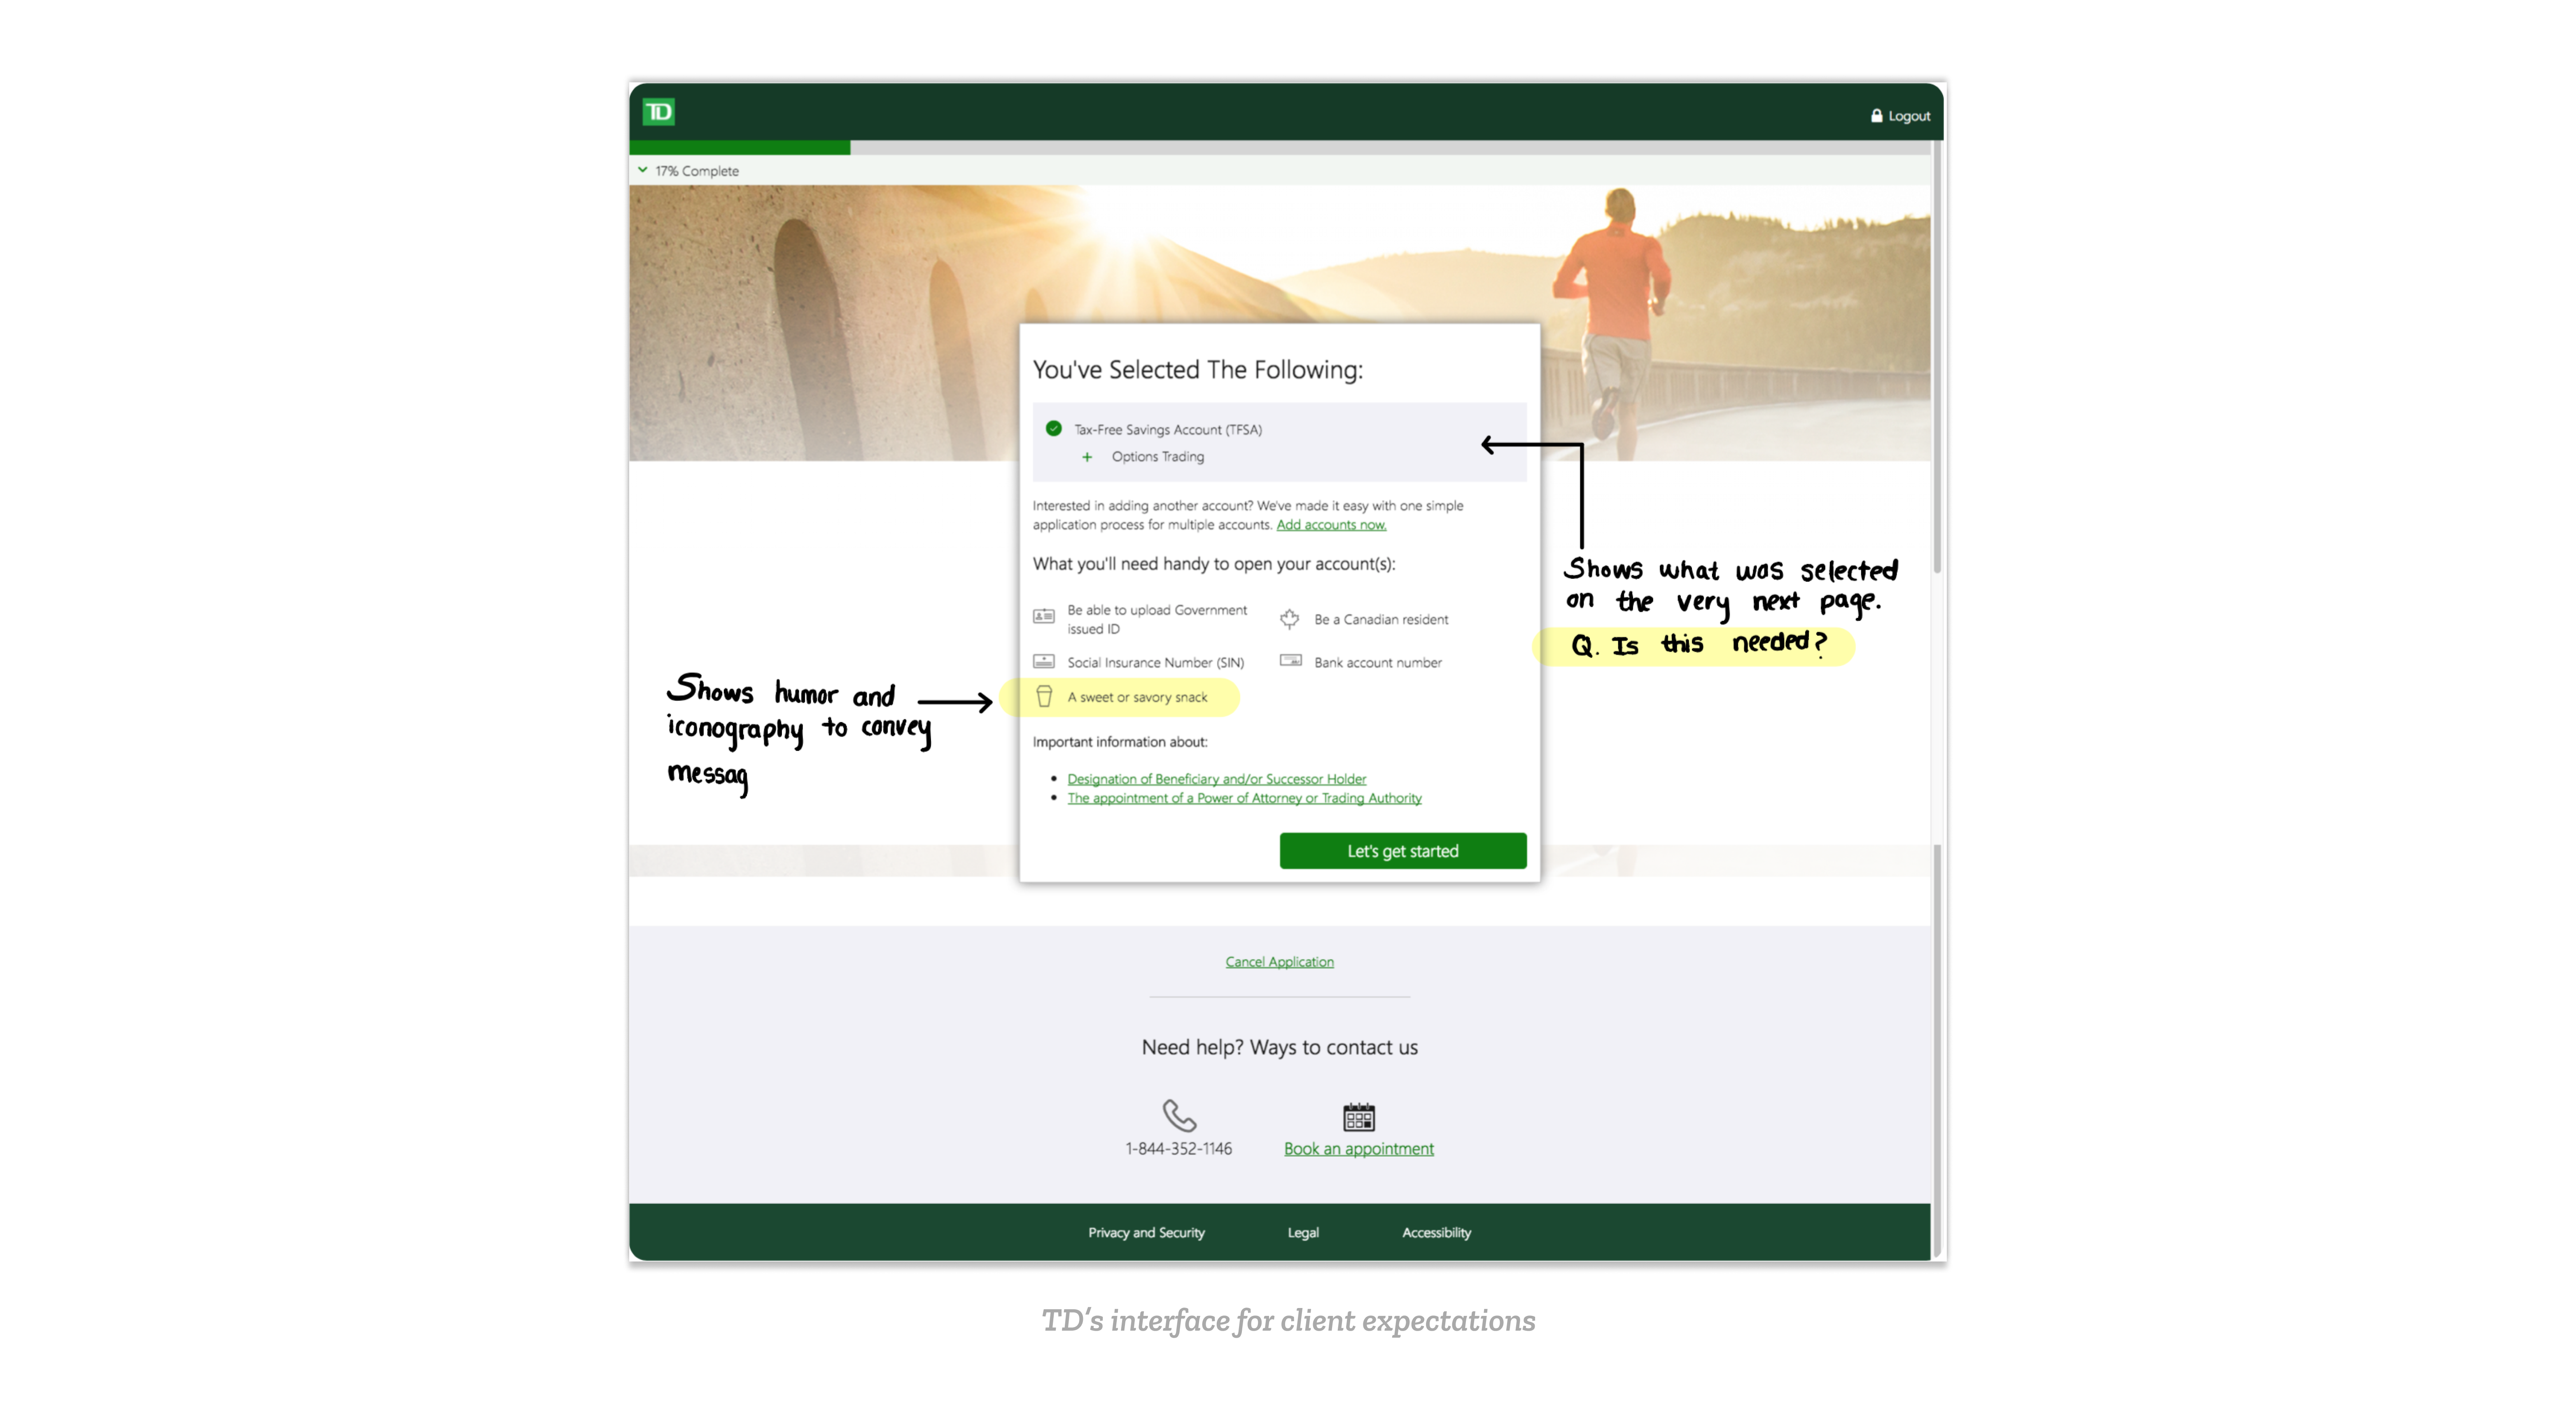 TD
Logout
17% Complete
You've Selected The Following:
Tax-Free Savings Account (TFSA)
+ Options Trading
Interested in adding another account? We've made it easy with one simple
application process for multiple accounts. Add accounts now.
What you'll need handy to open your account(s):
Be able to upload Government
issued ID
Be a Canadian resident
Social Insurance Number (SIN)
Bank account number
A sweet or savory snack
Important information about:
• Designation of Beneficiary and/or Successor Holder
• The appointment of a Power of Attorney or Trading Authority
Let's get started
Shows what was selected
on the very next page.
Q. Is this needed?
Shows humor and
iconography to convey
messag
Cancel Application
Need help? Ways to contact us
1-844-352-1146
Book an appointment
Privacy and Security
Legal
Accessibility
TD's interface for client expectations